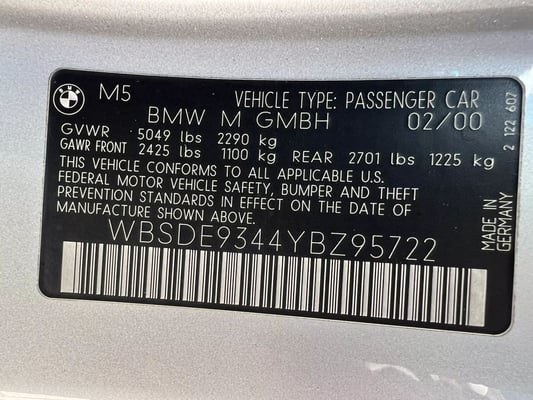 BMW M5 VEHICLE TYPE: PASSENGER CAR
BMW M GMBH 02/00
GVWR 5049 lbs 2290 kg
GAWR FRONT 2425 lbs 1100 kg REAR 2701 lbs 1225 kg
THIS VEHICLE CONFORMS TO ALL APPLICABLE U.S.
FEDERAL MOTOR VEHICLE SAFETY, BUMPER AND THEFT
PREVENTION STANDARDS IN EFFECT ON THE DATE OF
MANUFACTURE SHOWN ABOVE.
WBSDE9344YBZ95722
2 122 607
MADE IN
GERMANY